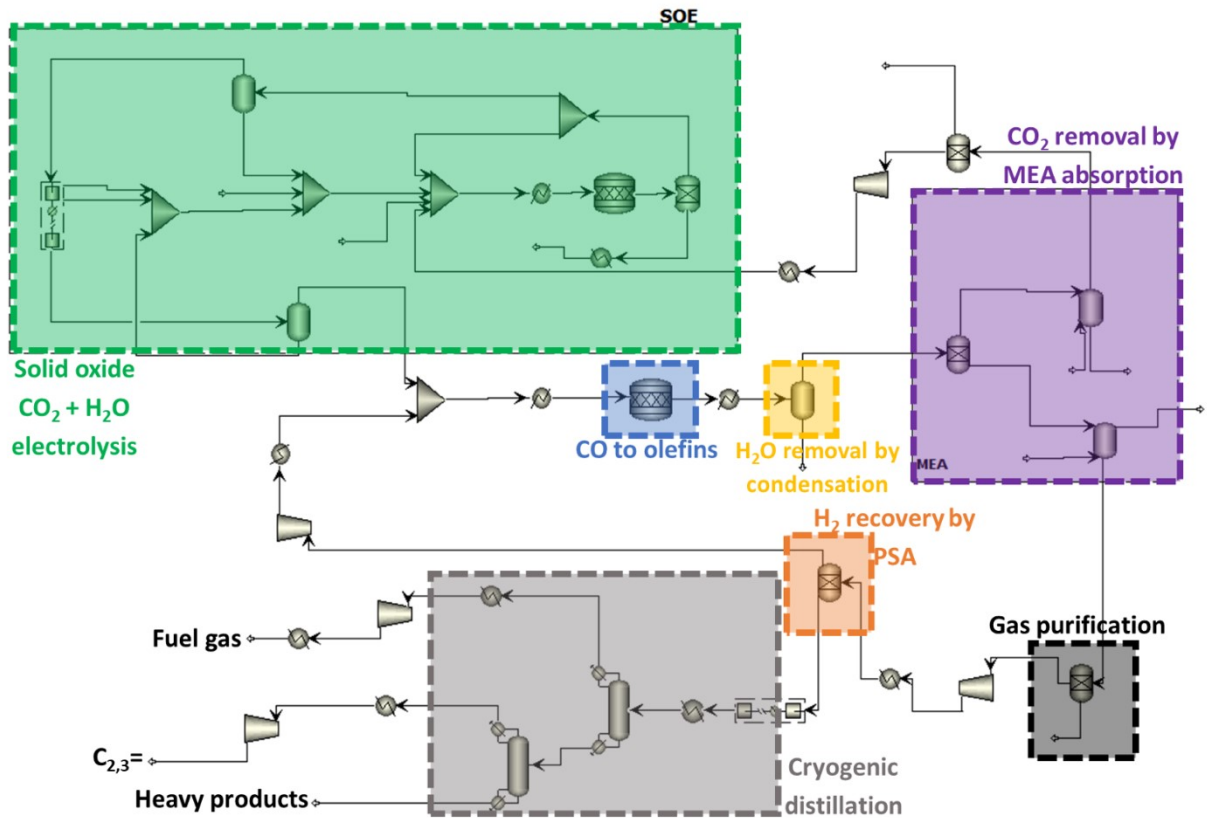 SOE
CO₂ removal by
MEA absorption
Solid oxide
CO₂ + H₂O
electrolysis
CO to olefins
H₂O removal by
condensation
MEA
H₂ recovery by
PSA
Gas purification
Fuel gas
C₂,₃=
Heavy products
Cryogenic
distillation